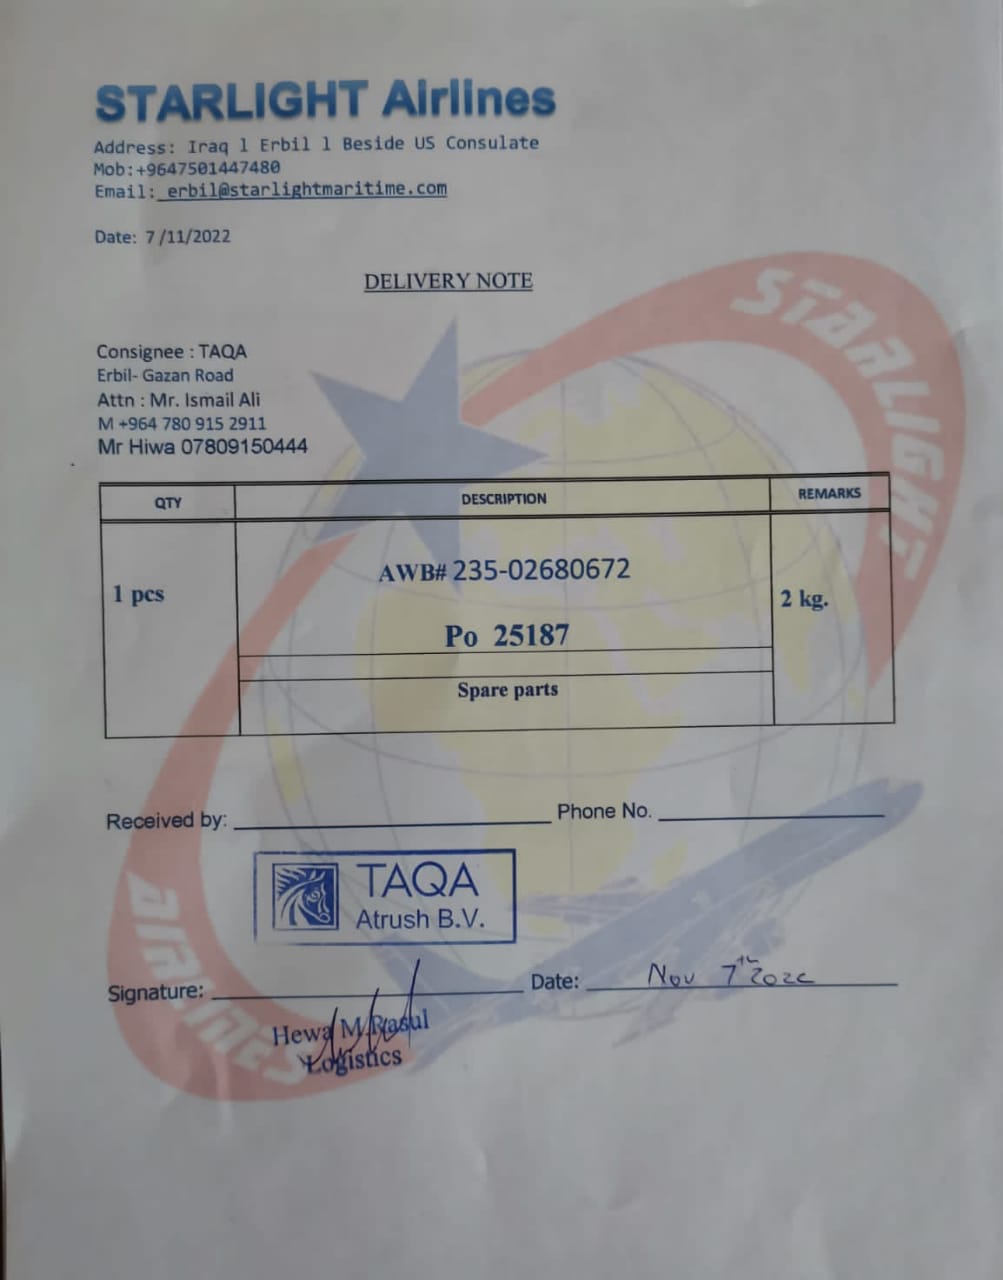 STARLIGHT Airlines
Address: Iraq l Erbil l Beside US Consulate
Mob:+9647501447480
Email: erbil@starlightmaritime.com
Date: 7/11/2022
DELIVERY NOTE
STARLIGHT
Consignee : TAQA
Erbil- Gazan Road
Attn : Mr. Ismail Ali
M +964 780 915 2911
Mr Hiwa 07809150444
QTY DESCRIPTION REMARKS
AWB# 235-02680672
1 pcs 2 kg.
Po 25187
Spare parts
Received by: Phone No.
TAQA
Atrush B.V.
AIRLINES
Signature: Date: Nov 7th 2022
Hewa M.Rasul
Logistics